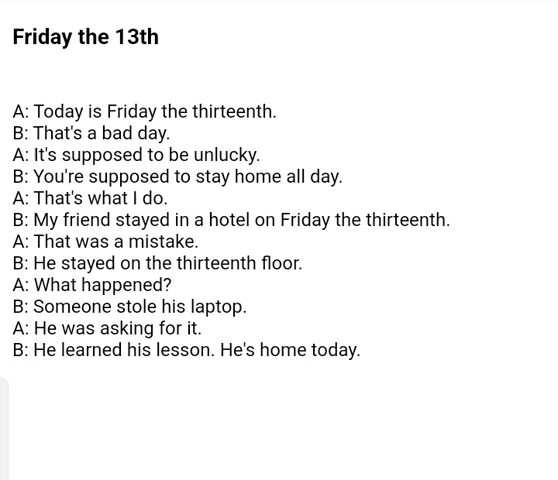 Friday the 13th
A: Today is Friday the thirteenth.
B: That's a bad day.
A: It's supposed to be unlucky.
B: You're supposed to stay home all day.
A: That's what I do.
B: My friend stayed in a hotel on Friday the thirteenth.
A: That was a mistake.
B: He stayed on the thirteenth floor.
A: What happened?
B: Someone stole his laptop.
A: He was asking for it.
B: He learned his lesson. He's home today.